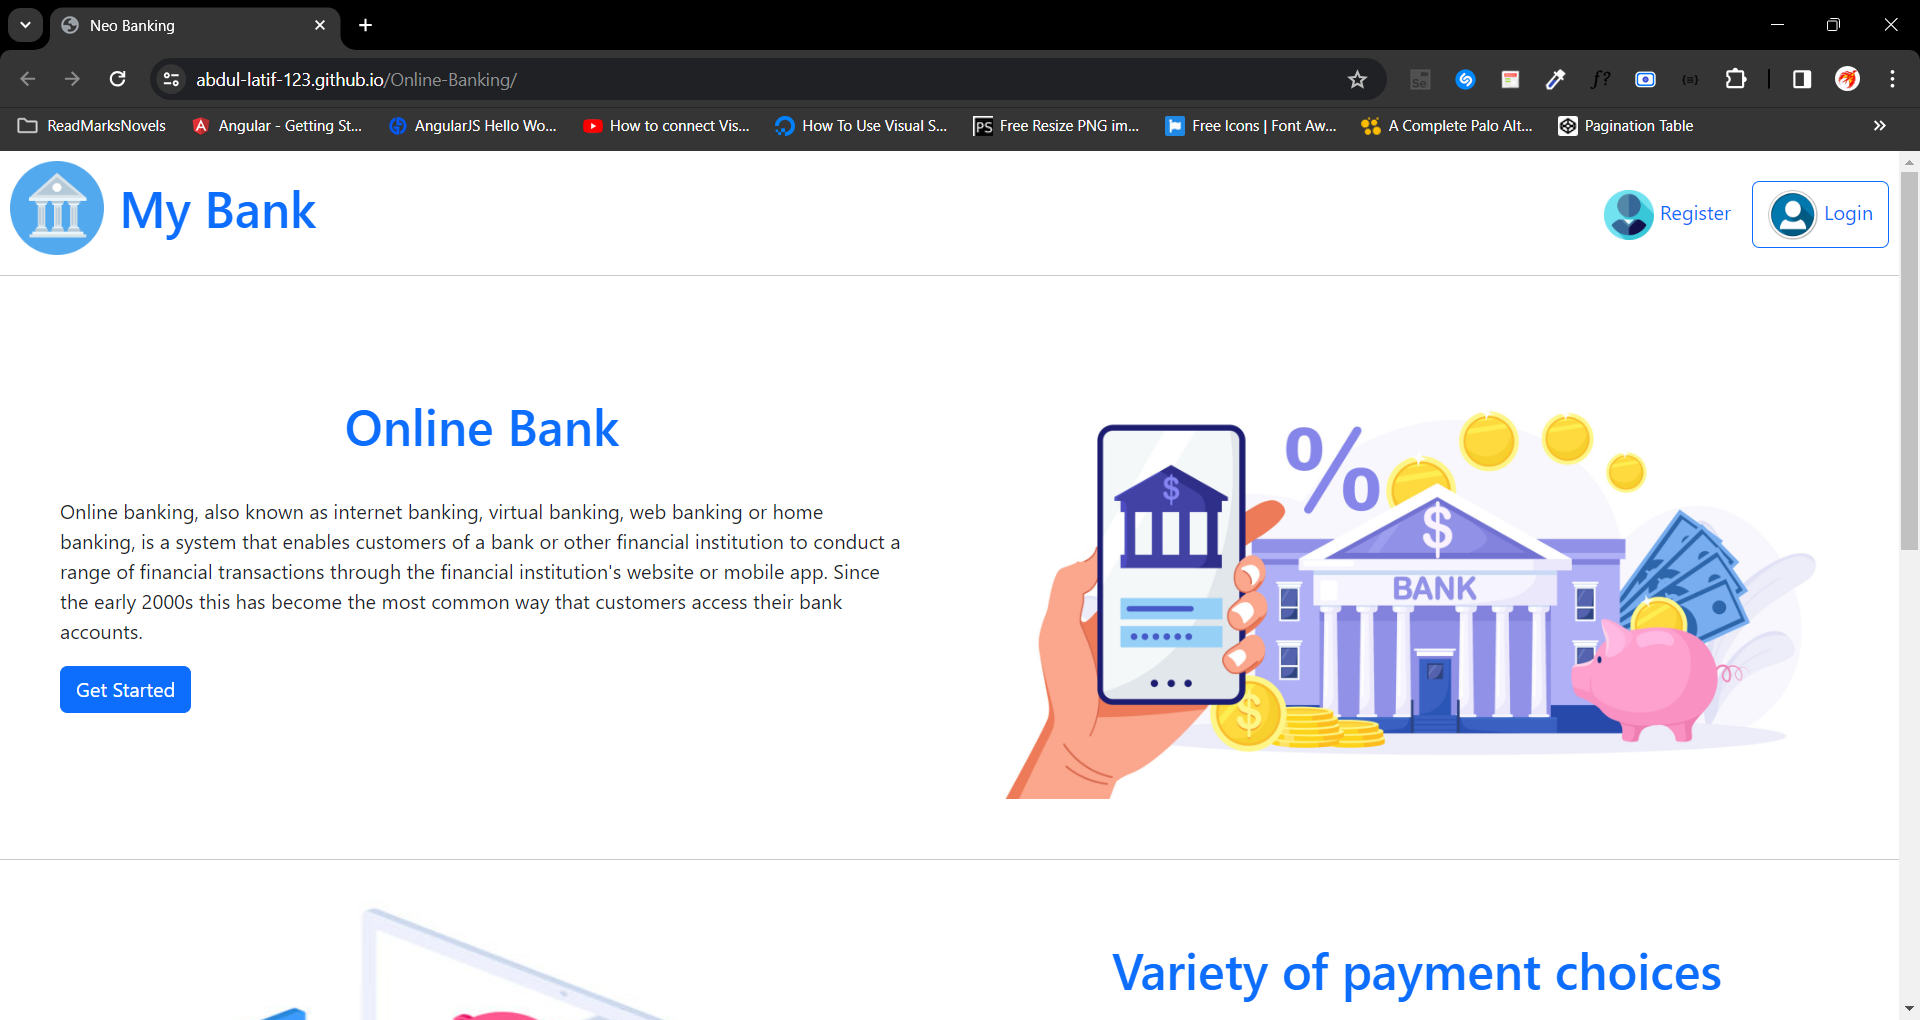 Neo Banking
abdul-latif-123.github.io/Online-Banking/
Se
ƒ?
ReadMarksNovels
Angular - Getting St...
AngularJS Hello Wo...
How to connect Vis...
How To Use Visual S...
PS
Free Resize PNG im...
Free Icons | Font Aw...
A Complete Palo Alt...
Pagination Table
My Bank
Register
Login
Online Bank
Online banking, also known as internet banking, virtual banking, web banking or home
banking, is a system that enables customers of a bank or other financial institution to conduct a
range of financial transactions through the financial institution's website or mobile app. Since
the early 2000s this has become the most common way that customers access their bank
accounts.
Get Started
%
$
$
BANK
$
Variety of payment choices